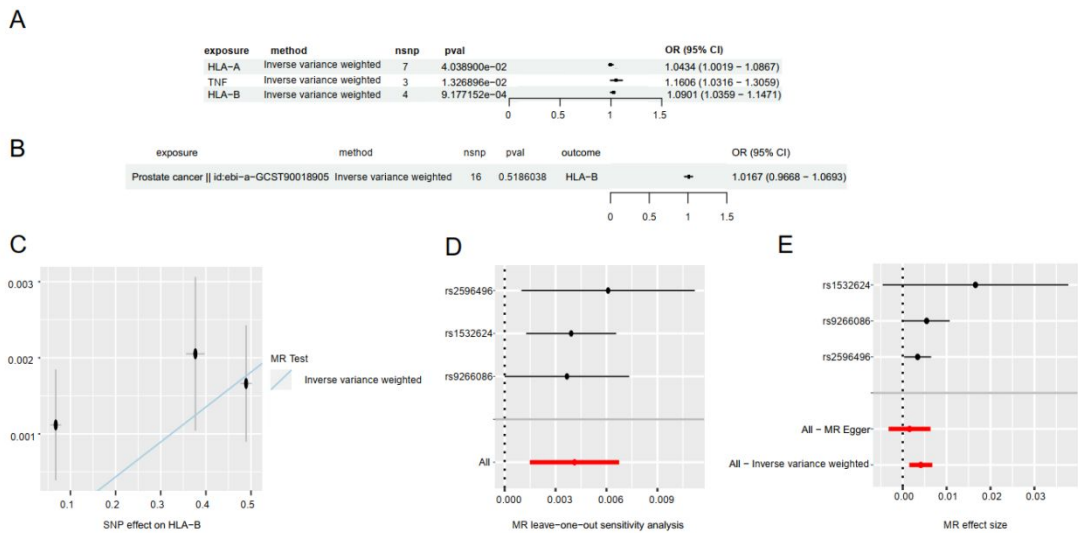 A
exposure method nsnp pval OR (95% CI)
HLA−A Inverse variance weighted 7 4.038900e−02 1.0434 (1.0019 − 1.0867)
TNF Inverse variance weighted 3 1.326896e−02 1.1606 (1.0316 − 1.3059)
HLA−B Inverse variance weighted 4 9.177152e−04 1.0901 (1.0359 − 1.1471)
0 0.5 1 1.5
B
exposure method nsnp pval outcome OR (95% CI)
Prostate cancer || id:ebi-a-GCST90018905 Inverse variance weighted 16 0.5186038 HLA−B 1.0167 (0.9668 − 1.0693)
0 0.5 1 1.5
C
0.003
0.002
0.001
0.1 0.2 0.3 0.4 0.5
SNP effect on HLA−B
MR Test
Inverse variance weighted
D
rs2596496
rs1532624
rs9266086
All
0.000 0.003 0.006 0.009
MR leave−one−out sensitivity analysis
E
rs1532624
rs9266086
rs2596496
All − MR Egger
All − Inverse variance weighted
0.00 0.01 0.02 0.03
MR effect size